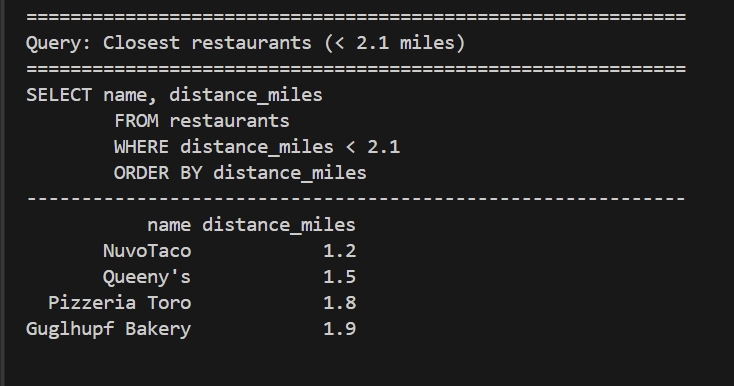 ============================================================
Query: Closest restaurants (< 2.1 miles)
============================================================
SELECT name, distance_miles
        FROM restaurants
        WHERE distance_miles < 2.1
        ORDER BY distance_miles
------------------------------------------------------------
           name distance_miles
       NuvoTaco            1.2
       Queeny's            1.5
  Pizzeria Toro            1.8
Guglhupf Bakery            1.9